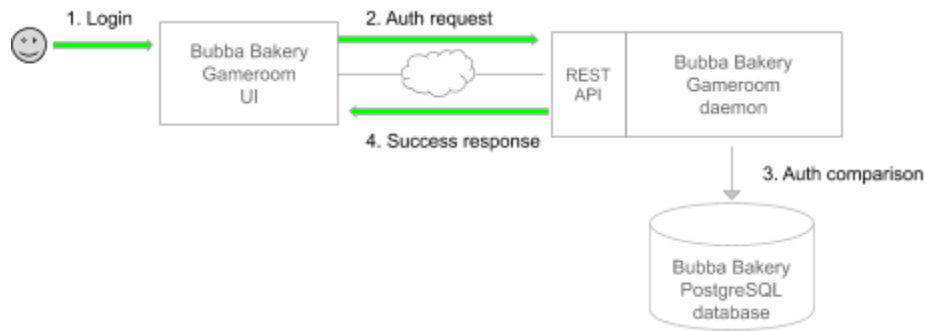 1. Login
2. Auth request
Bubba Bakery
Gameroom
UI
REST
API
Bubba Bakery
Gameroom
daemon
4. Success response
3. Auth comparison
Bubba Bakery
PostgreSQL
database